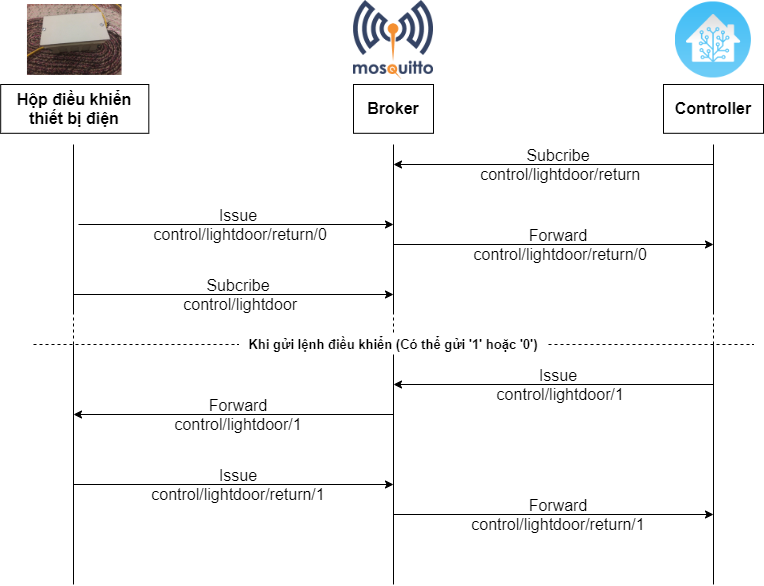 mosquitto
Hộp điều khiển
thiết bị điện
Broker
Controller
Subcribe
control/lightdoor/return
Issue
control/lightdoor/return/0
Forward
control/lightdoor/return/0
Subcribe
control/lightdoor
Khi gửi lệnh điều khiển (Có thể gửi '1' hoặc '0')
Issue
control/lightdoor/1
Forward
control/lightdoor/1
Issue
control/lightdoor/return/1
Forward
control/lightdoor/return/1